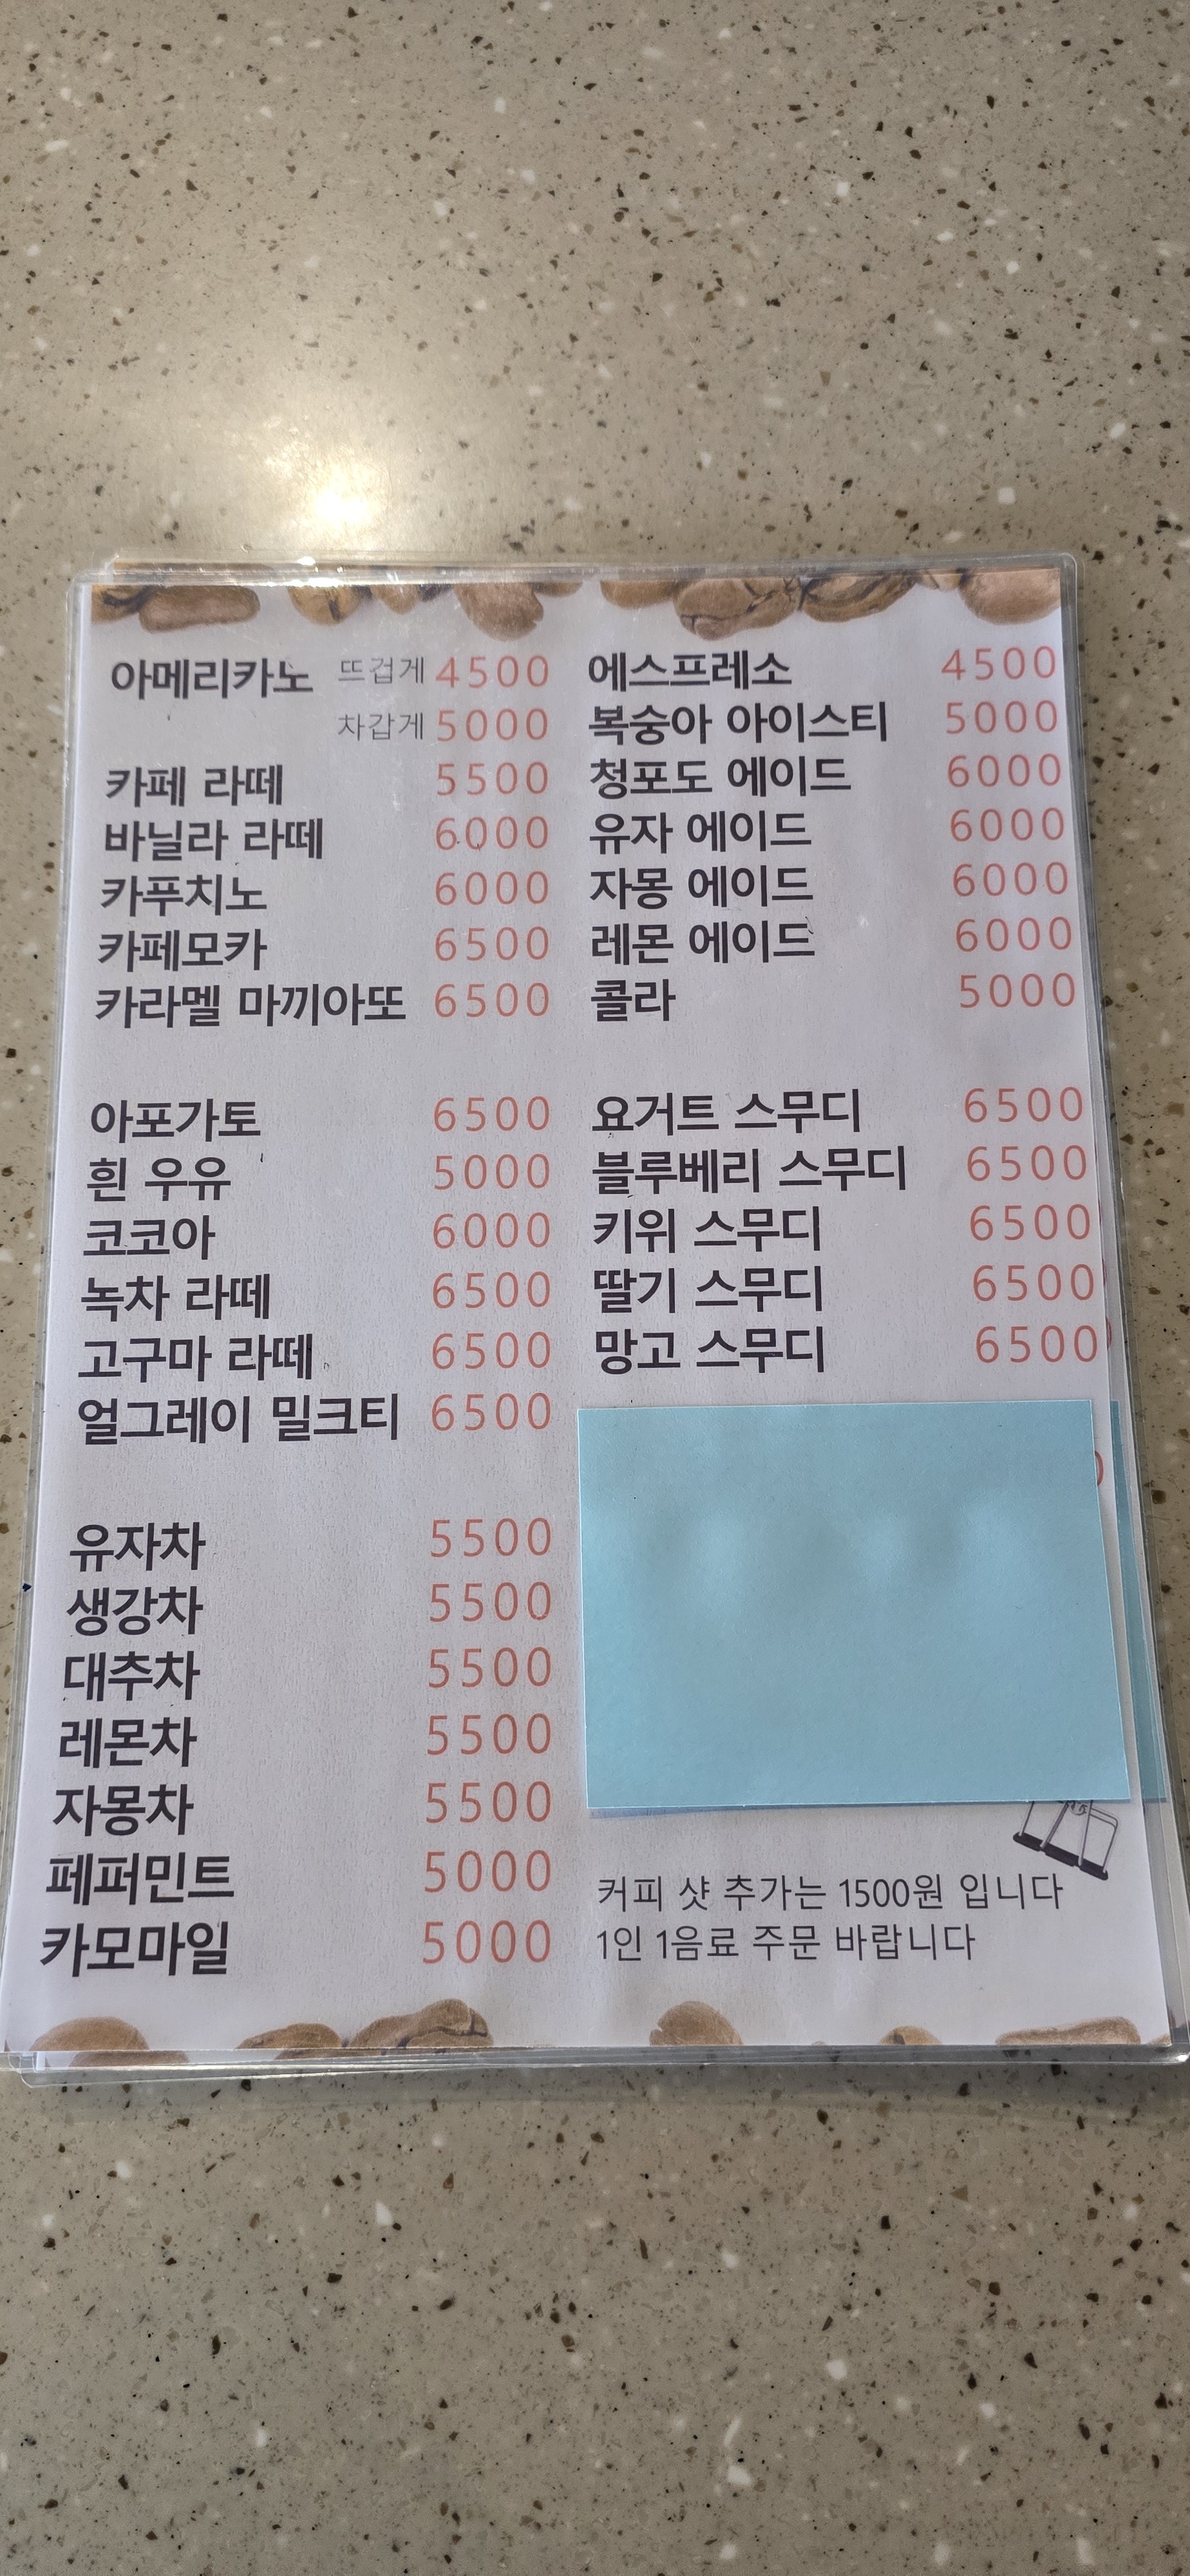 아메리카노 뜨겁게 4500
차갑게 5000
카페 라떼 5500
바닐라 라떼 6000
카푸치노 6000
카페모카 6500
카라멜 마끼아또 6500
아포가토 6500
흰 우유 5000
코코아 6000
녹차 라떼 6500
고구마 라떼 6500
얼그레이 밀크티 6500
유자차 5500
생강차 5500
대추차 5500
레몬차 5500
자몽차 5500
페퍼민트 5000
카모마일 5000
에스프레소 4500
복숭아 아이스티 5000
청포도 에이드 6000
유자 에이드 6000
자몽 에이드 6000
레몬 에이드 6000
콜라 5000
요거트 스무디 6500
블루베리 스무디 6500
키위 스무디 6500
딸기 스무디 6500
망고 스무디 6500
커피 샷 추가는 1500원 입니다
1인 1음료 주문 바랍니다